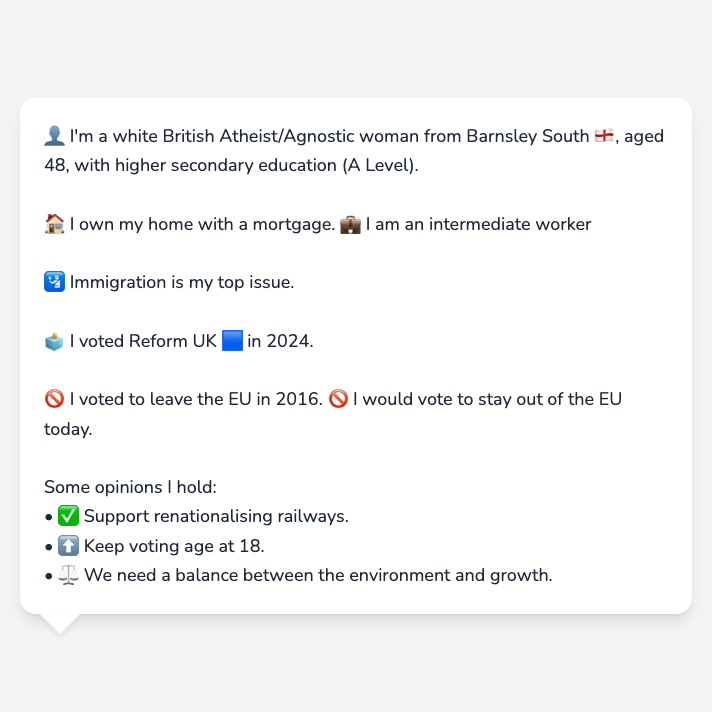 👤 I'm a white British Atheist/Agnostic woman from Barnsley South 🏴󠁧󠁢󠁥󠁮󠁧󠁿, aged
48, with higher secondary education (A Level).
🏠 I own my home with a mortgage. 💼 I am an intermediate worker
🛂 Immigration is my top issue.
🗳️ I voted Reform UK 🟦 in 2024.
🚫 I voted to leave the EU in 2016. 🚫 I would vote to stay out of the EU
today.
Some opinions I hold:
• ✅ Support renationalising railways.
• ⬆️ Keep voting age at 18.
• ⚖️ We need a balance between the environment and growth.